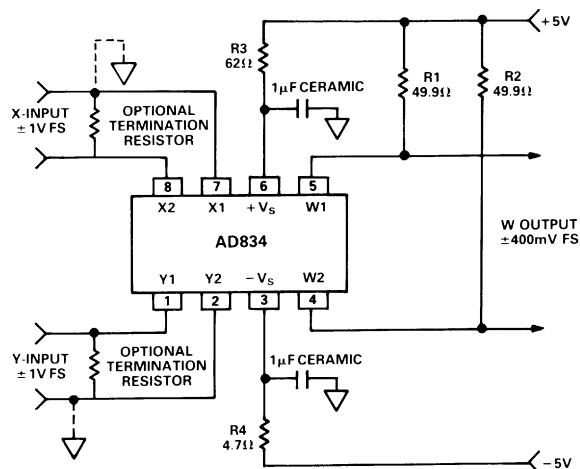 +5V
R3
62Ω
R1
49.9Ω
R2
49.9Ω
1μF CERAMIC
X-INPUT
± 1V FS
OPTIONAL
TERMINATION
RESISTOR
8 7 6 5
X2 X1 +VS W1
AD834
Y1 Y2 −VS W2
1 2 3 4
W OUTPUT
±400mV FS
Y-INPUT
± 1V FS
OPTIONAL
TERMINATION
RESISTOR
1μF CERAMIC
R4
4.7Ω
−5V